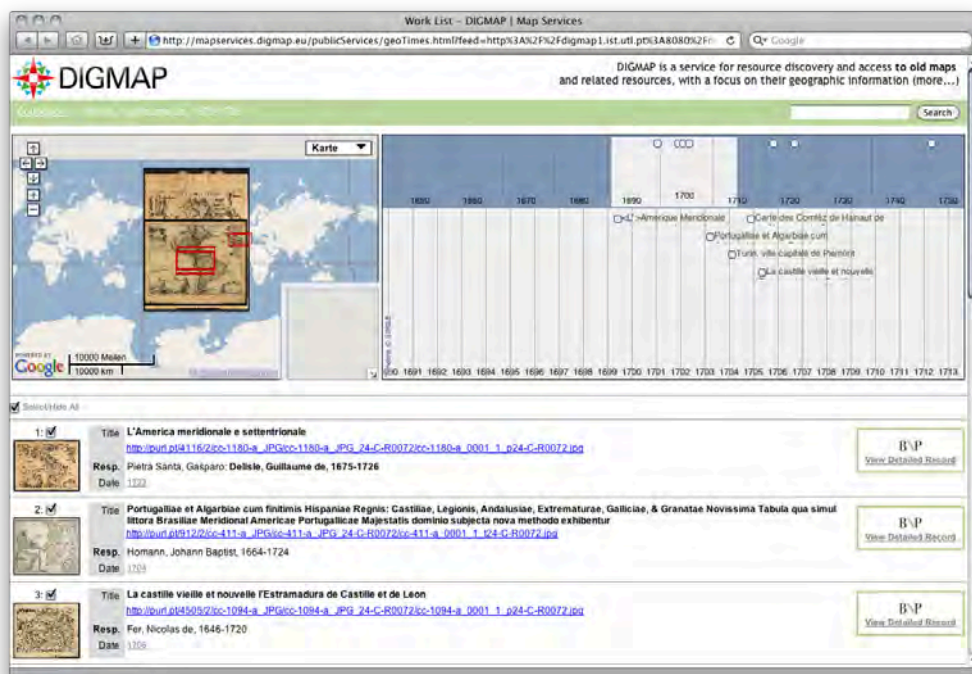 Work List – DIGMAP | Map Services
http://mapservices.digmap.eu/publicServices/geoTimes.html?feed=http%3A%2F%2Fdigmap1.ist.utl.pt%3A8080%2F
Google
DIGMAP
DIGMAP is a service for resource discovery and access to old maps
and related resources, with a focus on their geographic information (more...)
Search
Karte
POWERED BY
Google
10000 Meilen
10000 km
1650 1660 1670 1680 1690 1700 1710 1720 1730 1740 1750
<L' >Amerique Meridionale
Carte des Comtéz de Hainaut de
Portugalliae et Algarbiae cum
Turin, ville capitale de Piemont
La castille vieille et nouvelle
1691 1692 1693 1694 1695 1696 1697 1698 1699 1700 1701 1702 1703 1704 1705 1706 1707 1708 1709 1710 1711 1712 1713
Select/Hide All
1:
Title L'America meridionale e settentrionale
http://purl.pt/4116/2/cc-1180-a_JPG/cc-1180-a_JPG_24-C-R0072/cc-1180-a_0001_1_p24-C-R0072.jpg
Resp. Pietra Santa, Gasparo; Delisle, Guillaume de, 1675-1726
Date
B\P
View Detailed Record
2:
Title Portugalliae et Algarbiae cum finitimis Hispaniae Regnis: Castiliae, Legionis, Andalusiae, Extrematurae, Galliciae, & Granatae Novissima Tabula qua simul
littora Brasiliae Meridional Americae Portugallicae Majestatis dominio subjecta nova methodo exhibentur
http://purl.pt/912/2/cc-411-a_JPG/cc-411-a_JPG_24-C-R0072/cc-411-a_0001_1_t24-C-R0072.jpg
Resp. Homann, Johann Baptist, 1664-1724
Date 1704
B\P
View Detailed Record
3:
Title La castille vieille et nouvelle l'Estramadura de Castille et de Leon
http://purl.pt/4505/2/cc-1094-a_JPG/cc-1094-a_JPG_24-C-R0072/cc-1094-a_0001_1_p24-C-R0072.jpg
Resp. Fer, Nicolas de, 1646-1720
Date 1706
B\P
View Detailed Record